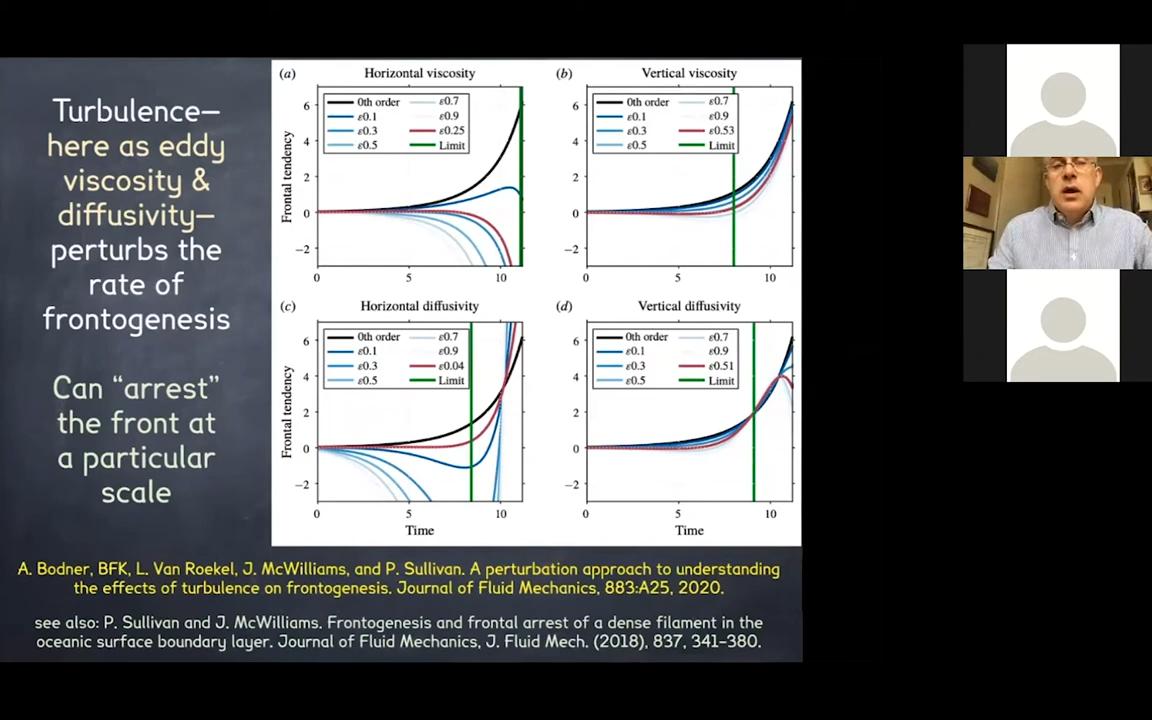 Turbulence—
here as eddy
viscosity &
diffusivity—
perturbs the
rate of
frontogenesis
Can “arrest”
the front at
a particular
scale
(a) Horizontal viscosity
0th order
ε0.1
ε0.3
ε0.5
ε0.7
ε0.9
ε0.25
Limit
Frontal tendency
6
4
2
0
−2
0 5 10
(b) Vertical viscosity
0th order
ε0.1
ε0.3
ε0.5
ε0.7
ε0.9
ε0.53
Limit
6
4
2
0
−2
0 5 10
(c) Horizontal diffusivity
0th order
ε0.1
ε0.3
ε0.5
ε0.7
ε0.9
ε0.04
Limit
Frontal tendency
6
4
2
0
−2
0 5 10
Time
(d) Vertical diffusivity
0th order
ε0.1
ε0.3
ε0.5
ε0.7
ε0.9
ε0.51
Limit
6
4
2
0
−2
0 5 10
Time
A. Bodner, BFK, L. Van Roekel, J. McWilliams, and P. Sullivan. A perturbation approach to understanding
the effects of turbulence on frontogenesis. Journal of Fluid Mechanics, 883:A25, 2020.
see also: P. Sullivan and J. McWilliams. Frontogenesis and frontal arrest of a dense filament in the
oceanic surface boundary layer. Journal of Fluid Mechanics, J. Fluid Mech. (2018), 837, 341–380.